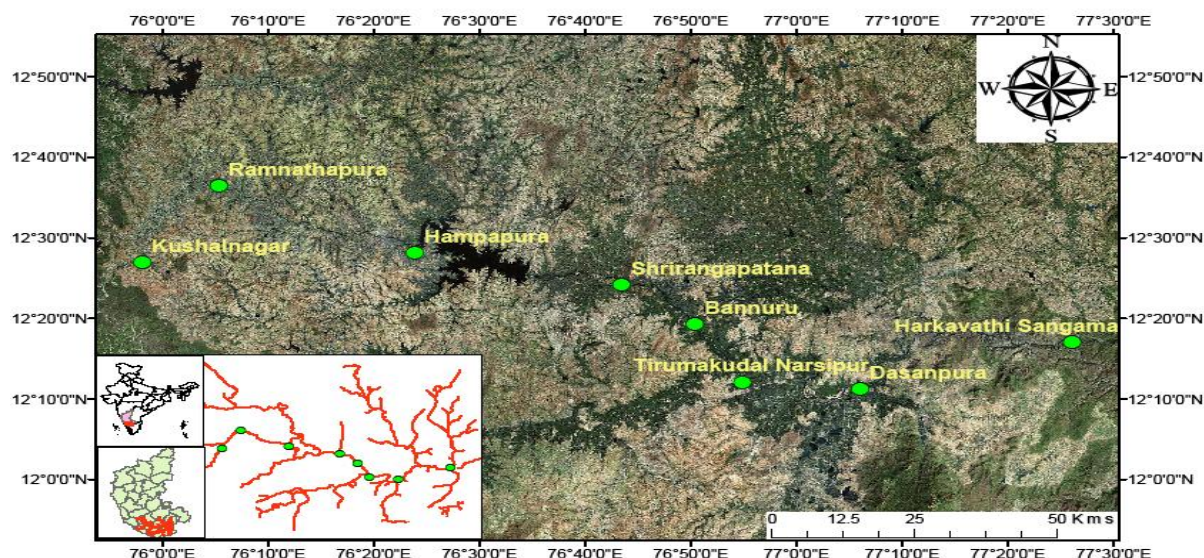 76°0'0"E 76°10'0"E 76°20'0"E 76°30'0"E 76°40'0"E 76°50'0"E 77°0'0"E 77°10'0"E 77°20'0"E 77°30'0"E
N
W E
S
12°50'0"N 12°50'0"N
12°40'0"N 12°40'0"N
Ramnathapura
12°30'0"N 12°30'0"N
Hampapura
Kushalnagar
Shrirangapatana
Bannuru
12°20'0"N 12°20'0"N
Harkavathi Sangama
Tirumakudal Narsipur
Dasanpura
12°10'0"N 12°10'0"N
12°0'0"N 12°0'0"N
0 12.5 25 50 Kms
76°0'0"E 76°10'0"E 76°20'0"E 76°30'0"E 76°40'0"E 76°50'0"E 77°0'0"E 77°10'0"E 77°20'0"E 77°30'0"E